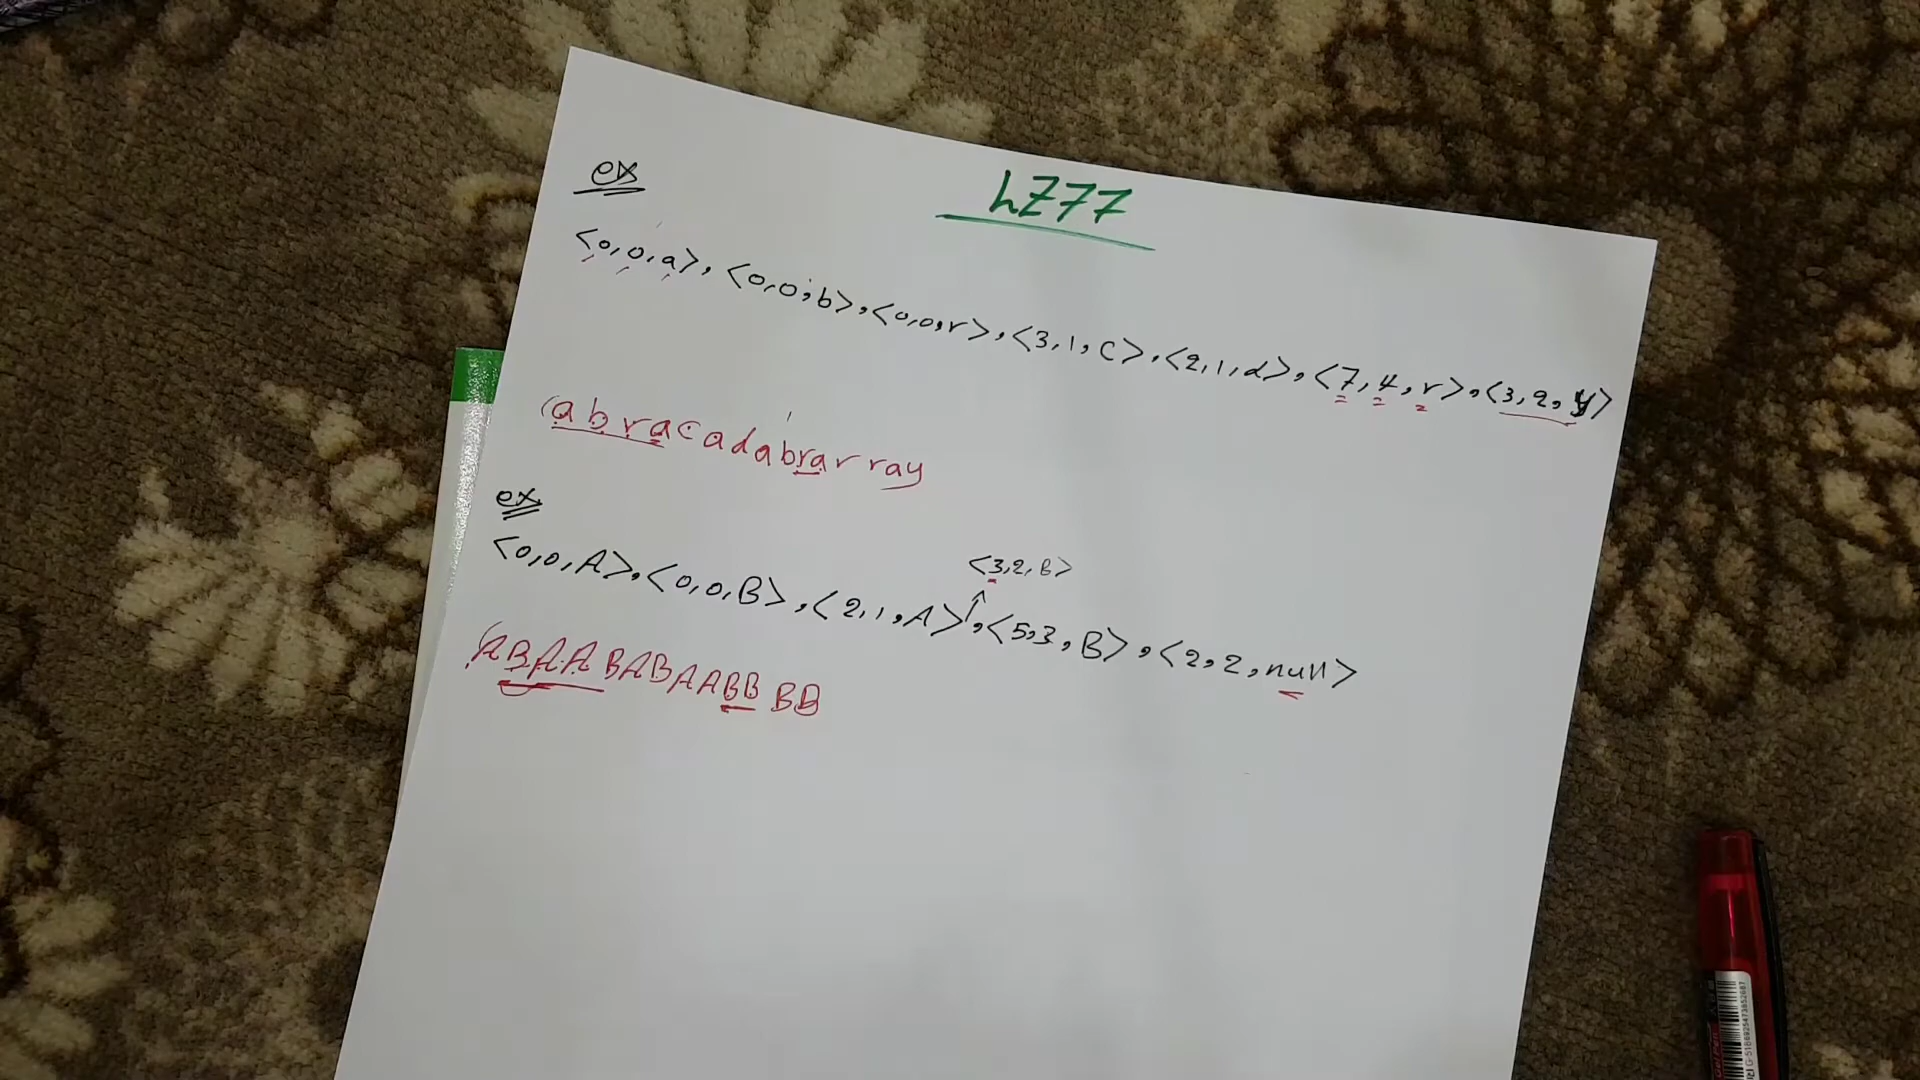 LZ77
ex
<0,0,a>, <0,0,b>, <0,0,r>, <3,1,C>, <2,1,d>, <7,4,r>, <3,2,y>
abracadabrarray
ex
<3,2,B>
<0,0,A>, <0,0,B>, <2,1,A>, <5,3,B>, <2,2,null>
ABAABABAABBBB